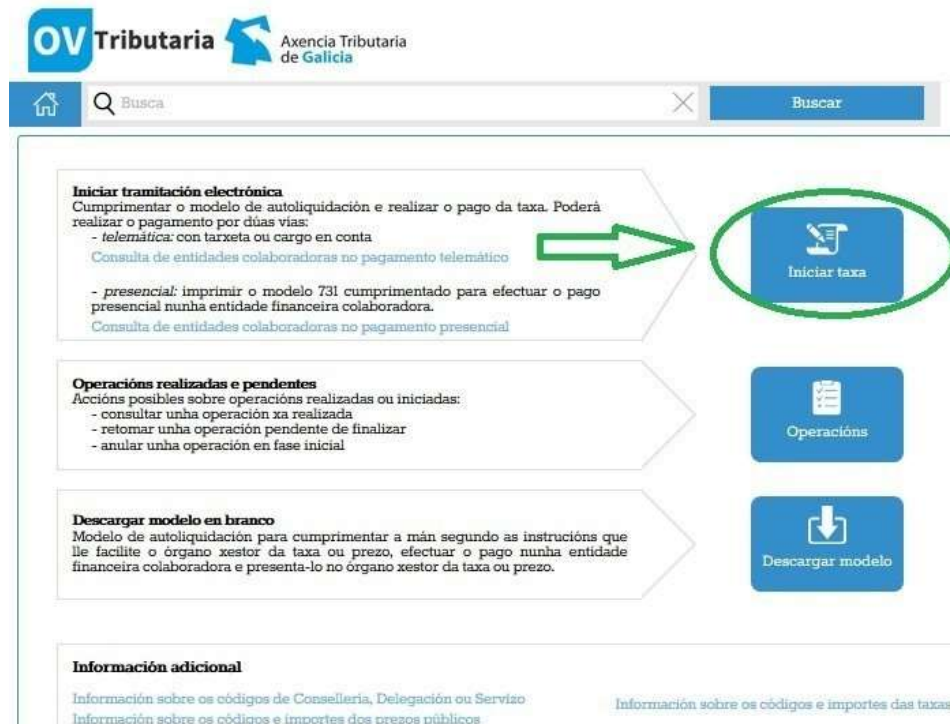 OV Tributaria
Axencia Tributaria
de Galicia
Busca
Buscar
Iniciar tramitación electrónica
Cumprimentar o modelo de autoliquidación e realizar o pago da taxa. Poderá
realizar o pagamento por dúas vías:
- telemática: con tarxeta ou cargo en conta
Consulta de entidades colaboradoras no pagamento telemático
- presencial: imprimir o modelo 731 cumprimentado para efectuar o pago
presencial nunha entidade financeira colaboradora.
Consulta de entidades colaboradoras no pagamento presencial
Iniciar taxa
Operacións realizadas e pendentes
Accións posibles sobre operacións realizadas ou iniciadas:
- consultar unha operación xa realizada
- retomar unha operación pendente de finalizar
- anular unha operación en fase inicial
Operacións
Descargar modelo en branco
Modelo de autoliquidación para cumprimentar a mán segundo as instrucións que
lle facilite o órgano xestor da taxa ou prezo, efectuar o pago nunha entidade
financeira colaboradora e presenta-lo no órgano xestor da taxa ou prezo.
Descargar modelo
Información adicional
Información sobre os códigos de Consellería, Delegación ou Servizo
Información sobre os códigos e importes das taxas
Información sobre os códigos e importes dos prezos públicos